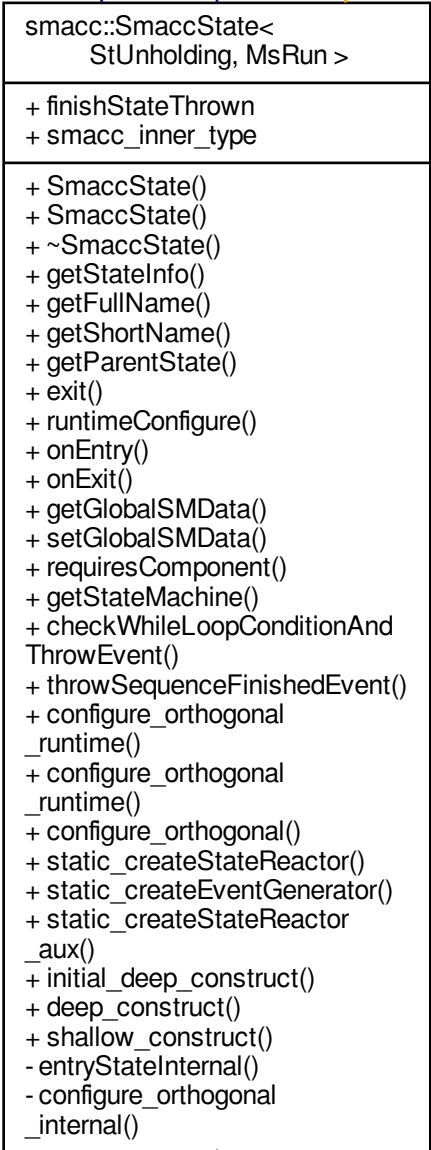 smacc::SmaccState<
StUnholding, MsRun >
+ finishStateThrown
+ smacc_inner_type
+ SmaccState()
+ SmaccState()
+ ~SmaccState()
+ getStateInfo()
+ getFullName()
+ getShortName()
+ getParentState()
+ exit()
+ runtimeConfigure()
+ onEntry()
+ onExit()
+ getGlobalSMData()
+ setGlobalSMData()
+ requiresComponent()
+ getStateMachine()
+ checkWhileLoopConditionAnd
ThrowEvent()
+ throwSequenceFinishedEvent()
+ configure_orthogonal
_runtime()
+ configure_orthogonal
_runtime()
+ configure_orthogonal()
+ static_createStateReactor()
+ static_createEventGenerator()
+ static_createStateReactor
_aux()
+ initial_deep_construct()
+ deep_construct()
+ shallow_construct()
- entryStateInternal()
- configure_orthogonal
_internal()